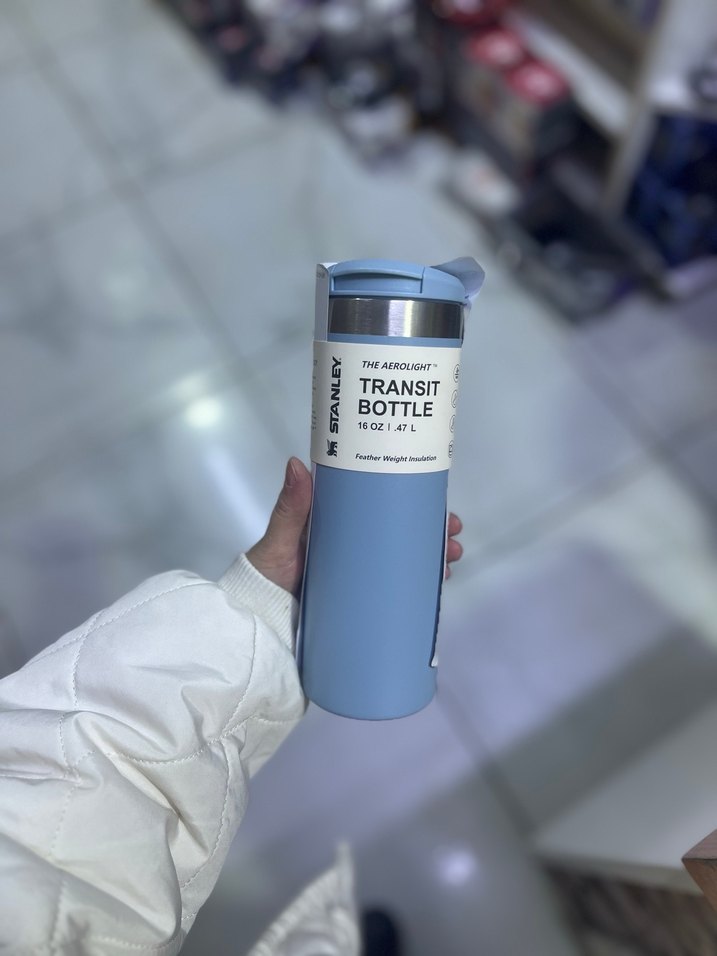 THE AEROLIGHT™
STANLEY.
TRANSIT
BOTTLE
16 OZ | .47 L
Feather Weight Insulation